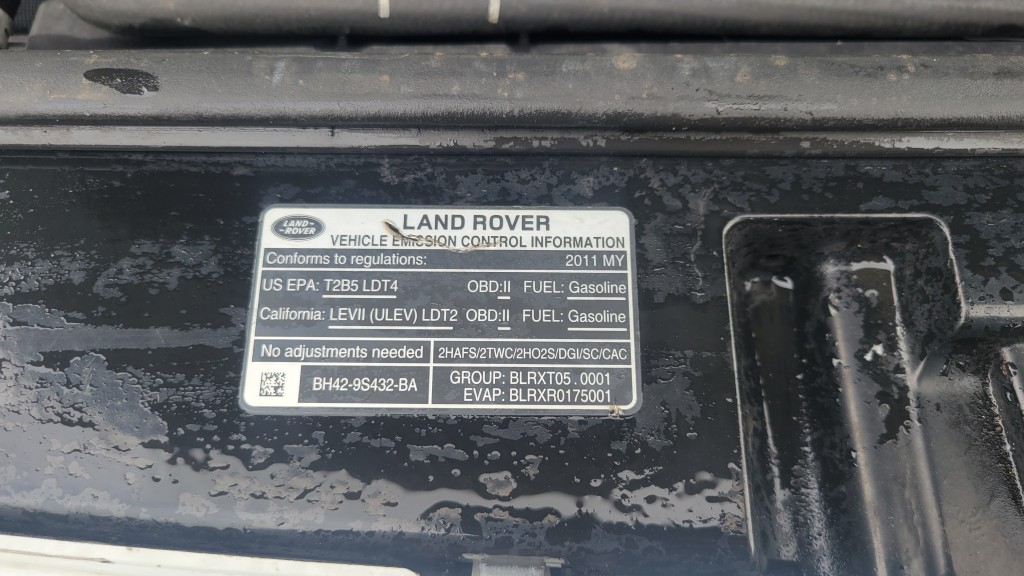 LAND-
-ROVER
LAND ROVER
VEHICLE EMISSION CONTROL INFORMATION
Conforms to regulations: 2011 MY
US EPA: T2B5 LDT4 OBD:II FUEL: Gasoline
California: LEVII (ULEV) LDT2 OBD:II FUEL: Gasoline
No adjustments needed 2HAFS/2TWC/2HO2S/DGI/SC/CAC
BH42-9S432-BA GROUP: BLRXT05.0001
EVAP: BLRXR0175001